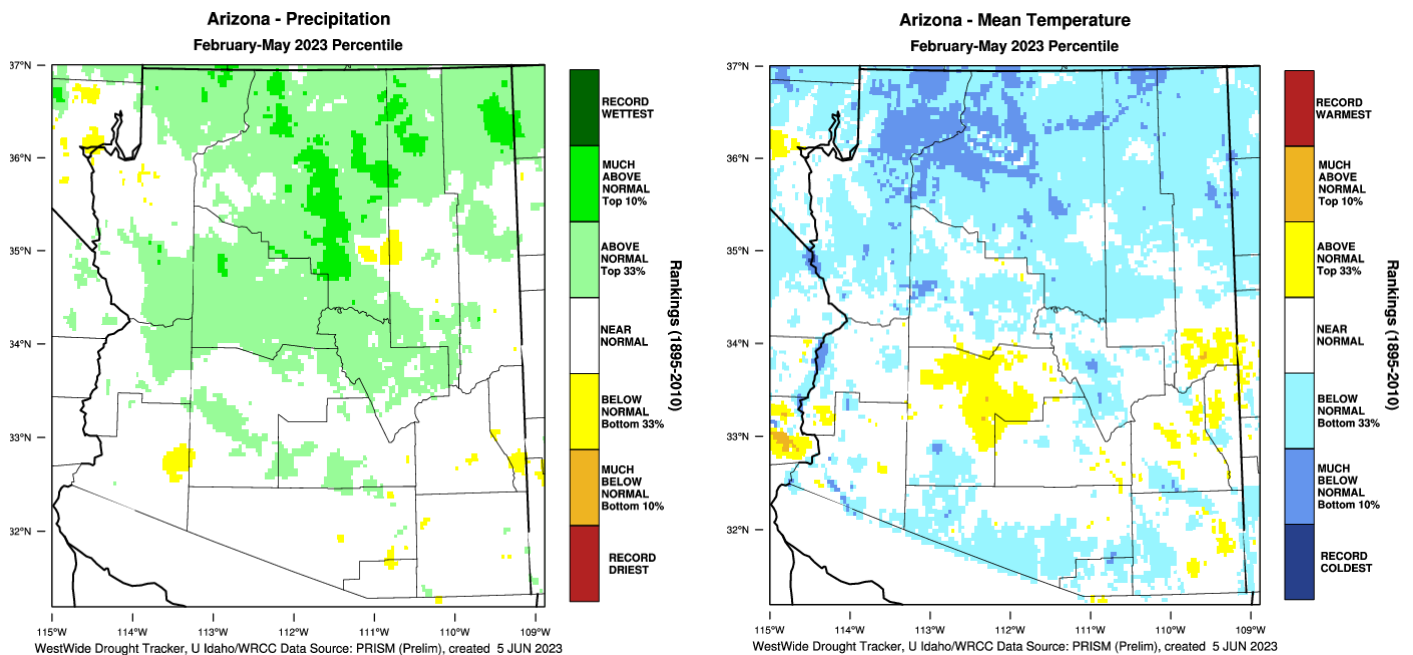 Arizona - Precipitation
February-May 2023 Percentile
37°N
36°N
35°N
34°N
33°N
32°N
115°W 114°W 113°W 112°W 111°W 110°W 109°W
RECORD
WETTEST
MUCH
ABOVE
NORMAL
Top 10%
ABOVE
NORMAL
Top 33%
NEAR
NORMAL
BELOW
NORMAL
Bottom 33%
MUCH
BELOW
NORMAL
Bottom 10%
RECORD
DRIEST
Rankings (1895-2010)
WestWide Drought Tracker, U Idaho/WRCC Data Source: PRISM (Prelim), created 5 JUN 2023
Arizona - Mean Temperature
February-May 2023 Percentile
37°N
36°N
35°N
34°N
33°N
32°N
115°W 114°W 113°W 112°W 111°W 110°W 109°W
RECORD
WARMEST
MUCH
ABOVE
NORMAL
Top 10%
ABOVE
NORMAL
Top 33%
NEAR
NORMAL
BELOW
NORMAL
Bottom 33%
MUCH
BELOW
NORMAL
Bottom 10%
RECORD
COLDEST
Rankings (1895-2010)
WestWide Drought Tracker, U Idaho/WRCC Data Source: PRISM (Prelim), created 5 JUN 2023